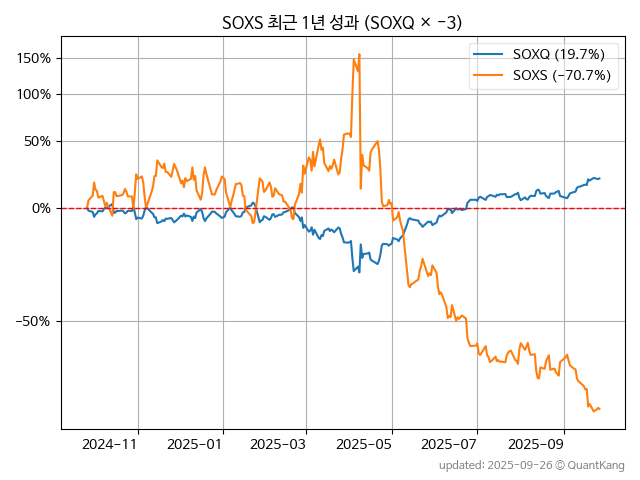 SOXS 최근 1년 성과 (SOXQ × −3)
SOXQ (19.7%)
SOXS (−70.7%)
150%
100%
50%
0%
−50%
2024−11
2025−01
2025−03
2025−05
2025−07
2025−09
updated: 2025-09-26 © QuantKang